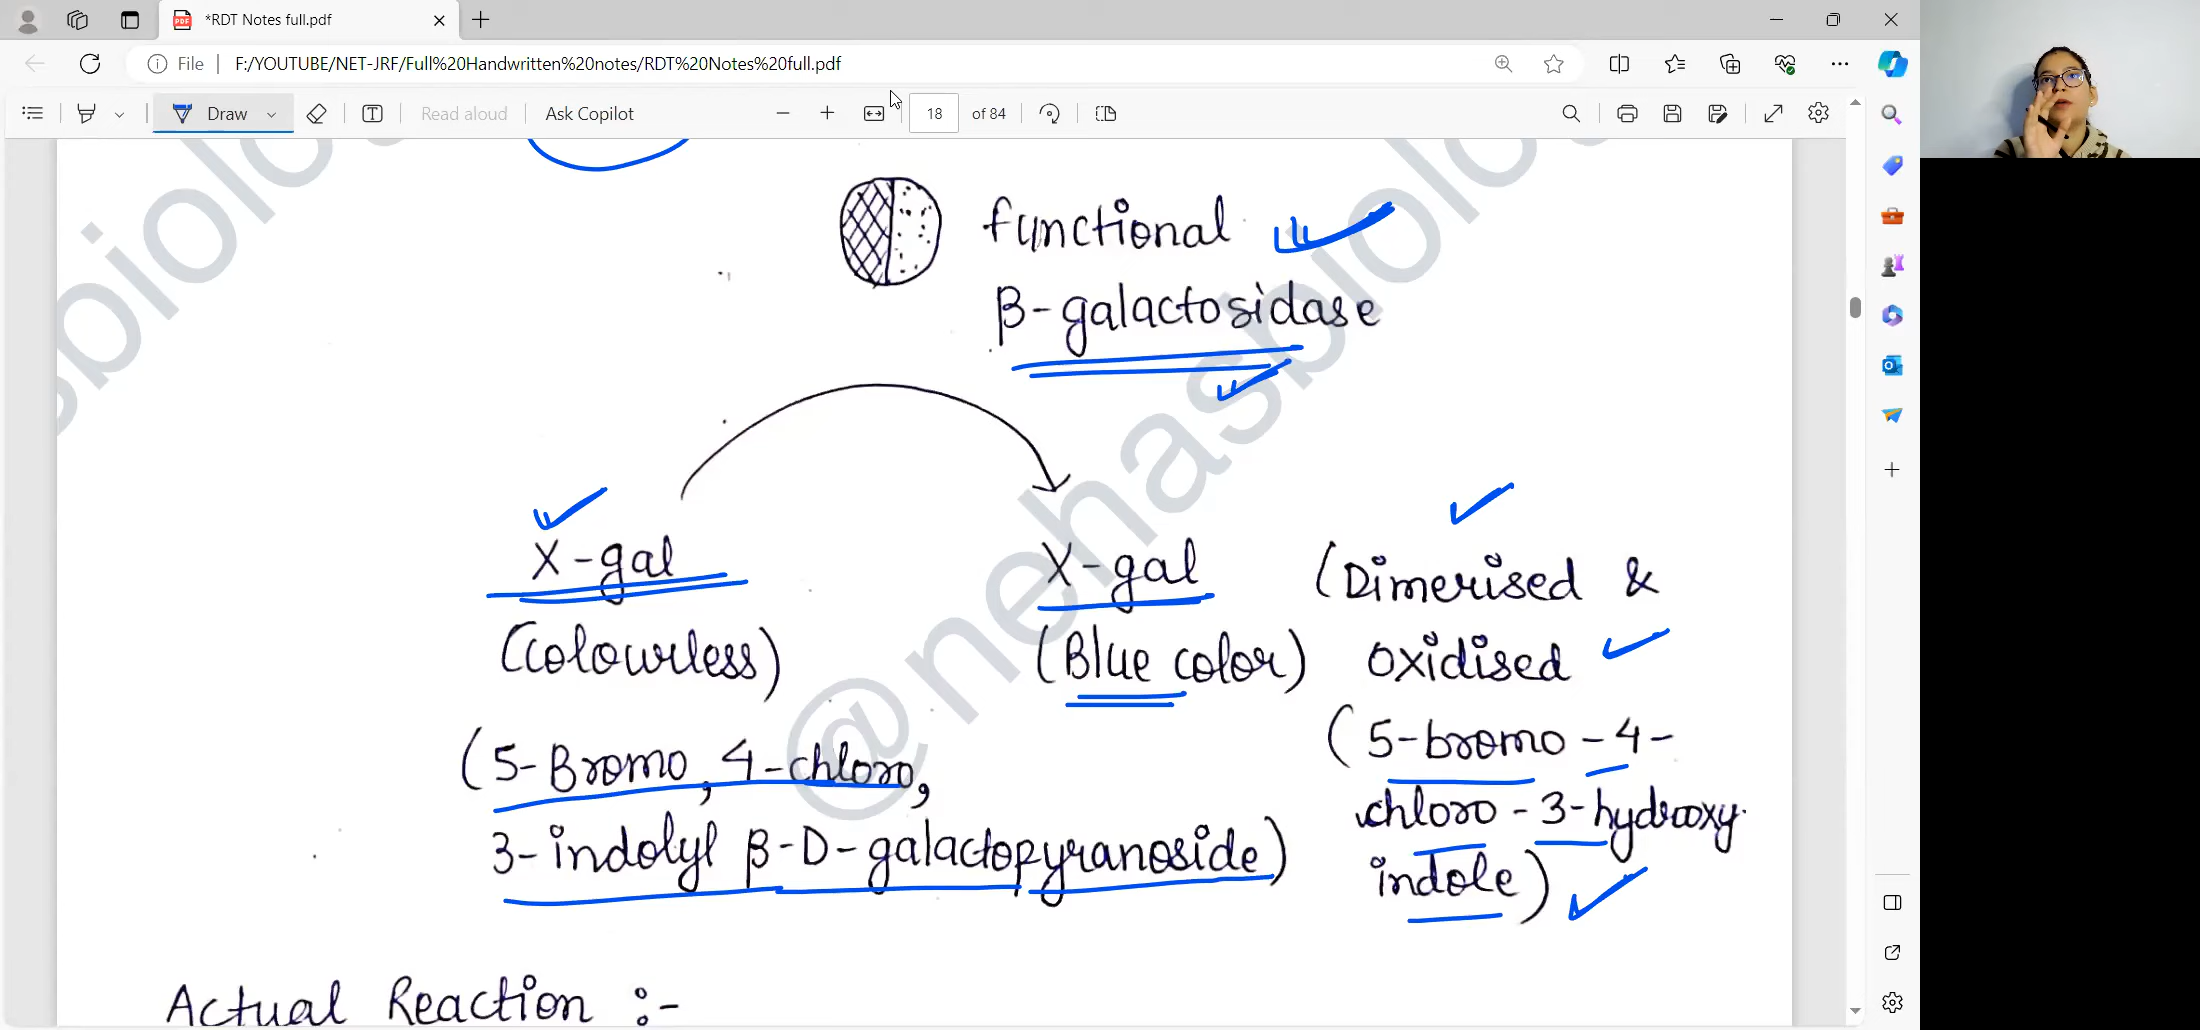 *RDT Notes full.pdf
File
F:/YOUTUBE/NET-JRF/Full%20Handwritten%20notes/RDT%20Notes%20full.pdf
Draw
Read aloud
Ask Copilot
18 of 84
functional
β-galactosidase
X-gal
(Colourless)
(5-Bromo, 4-chloro,
3-indolyl β-D-galactopyranoside)
X-gal
(Blue color)
(Dimerised &
oxidised
(5-bromo-4-
chloro-3-hydroxy
indole)
Actual Reaction :-
@nehasbiolo
sbiolo